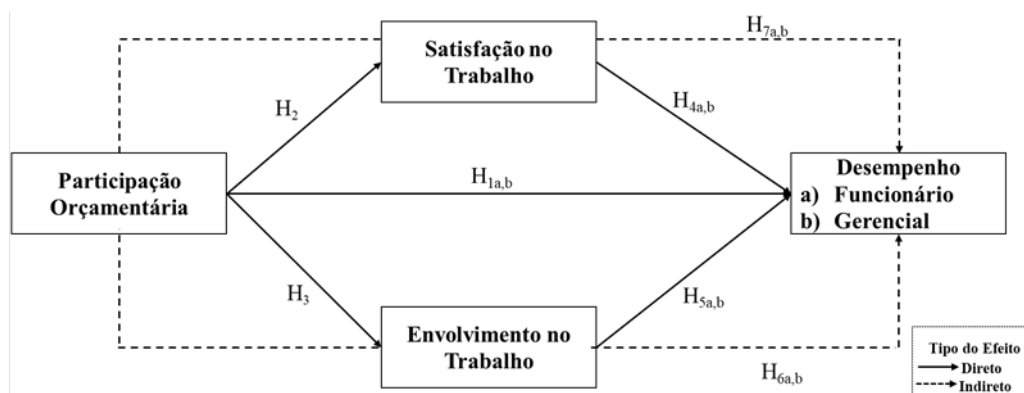 Satisfação no
Trabalho
H7a,b
H2
H4a,b
Participação
Orçamentária
H1a,b
Desempenho
a) Funcionário
b) Gerencial
H3
H5a,b
Envolvimento no
Trabalho
H6a,b
Tipo do Efeito
Direto
Indireto